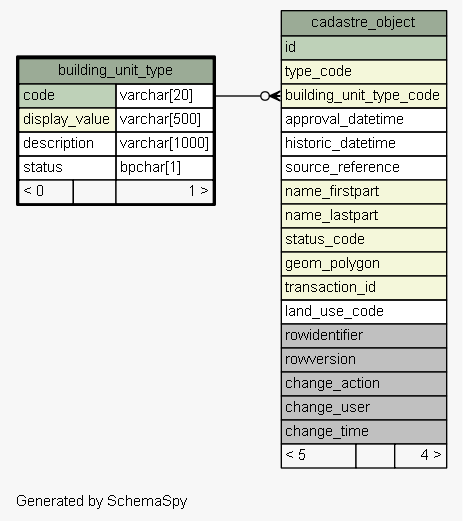 building_unit_type
code varchar[20]
display_value varchar[500]
description varchar[1000]
status bpchar[1]
< 0 1 >
cadastre_object
id
type_code
building_unit_type_code
approval_datetime
historic_datetime
source_reference
name_firstpart
name_lastpart
status_code
geom_polygon
transaction_id
land_use_code
rowidentifier
rowversion
change_action
change_user
change_time
< 5 4 >
Generated by SchemaSpy